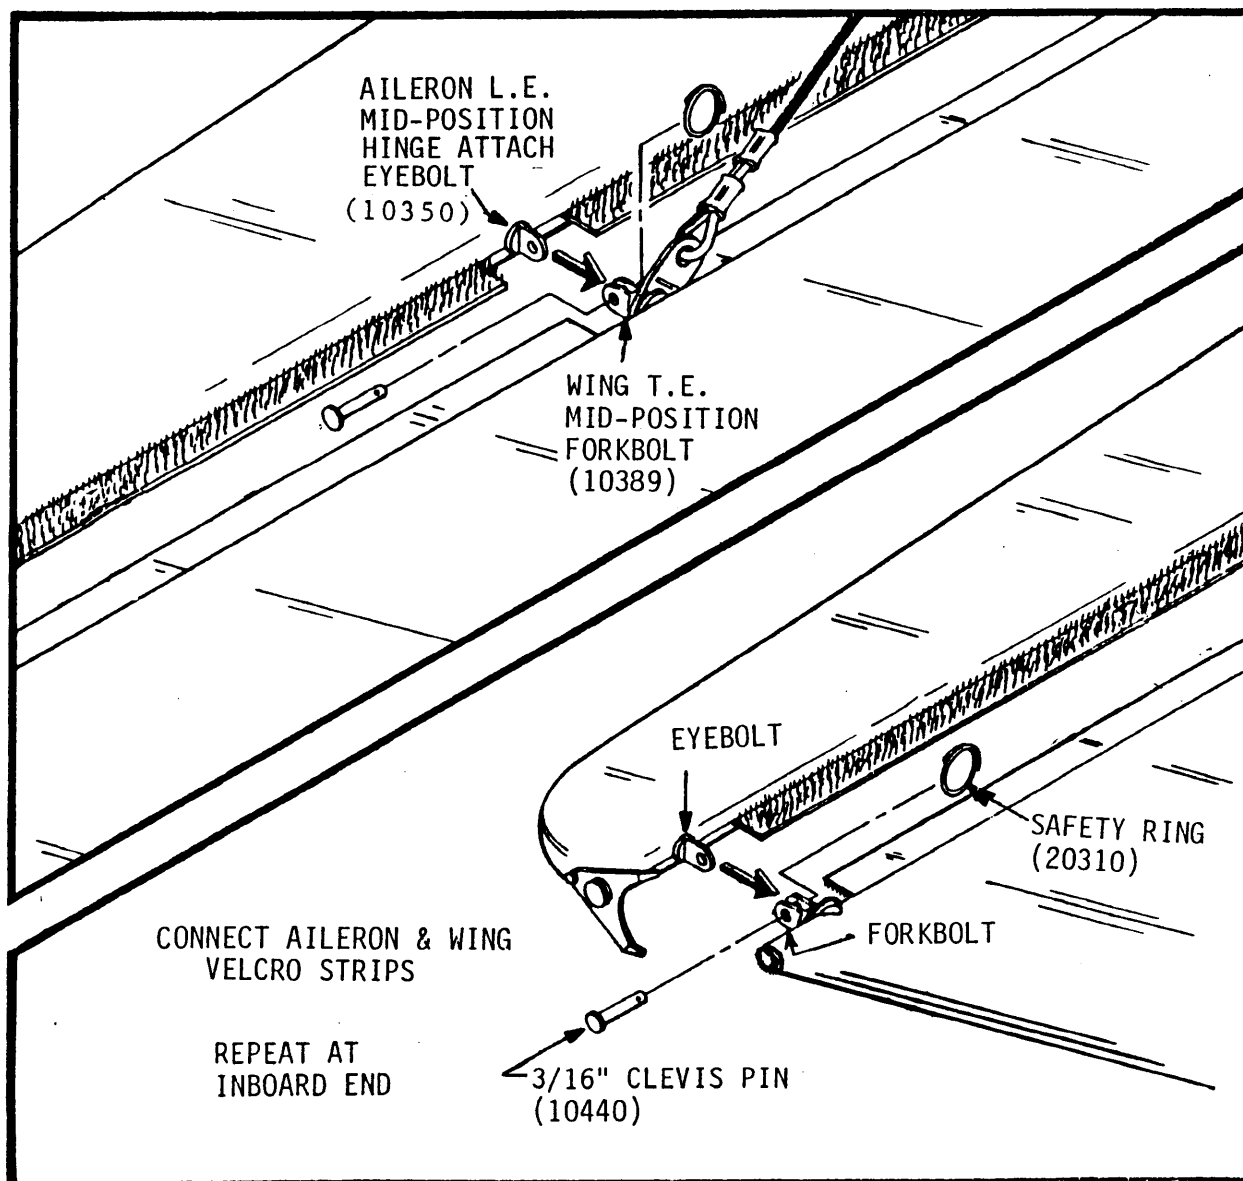 AILERON L.E.
MID-POSITION
HINGE ATTACH
EYEBOLT
(10350)
WING T.E.
MID-POSITION
FORKBOLT
(10389)
EYEBOLT
SAFETY RING
(20310)
FORKBOLT
CONNECT AILERON & WING
VELCRO STRIPS
REPEAT AT
INBOARD END
3/16" CLEVIS PIN
(10440)